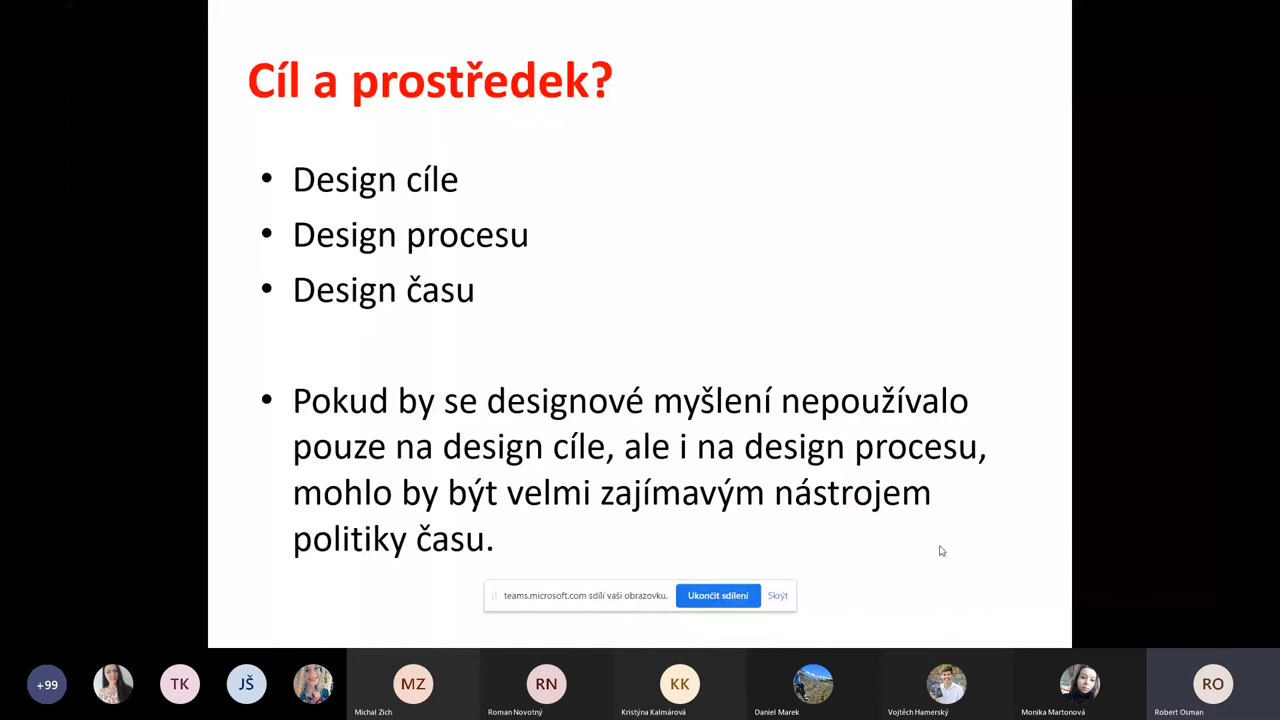 Cíl a prostředek?
• Design cíle
• Design procesu
• Design času
• Pokud by se designové myšlení nepoužívalo
pouze na design cíle, ale i na design procesu,
mohlo by být velmi zajímavým nástrojem
politiky času.
teams.microsoft.com sdílí vaši obrazovku.
Ukončit sdílení
Skrýt
+99
TK
JŠ
MZ
RN
KK
RO
Michal Zich
Roman Novotný
Kristýna Kalmárová
Daniel Marek
Vojtěch Hamerský
Monika Martonová
Robert Osman